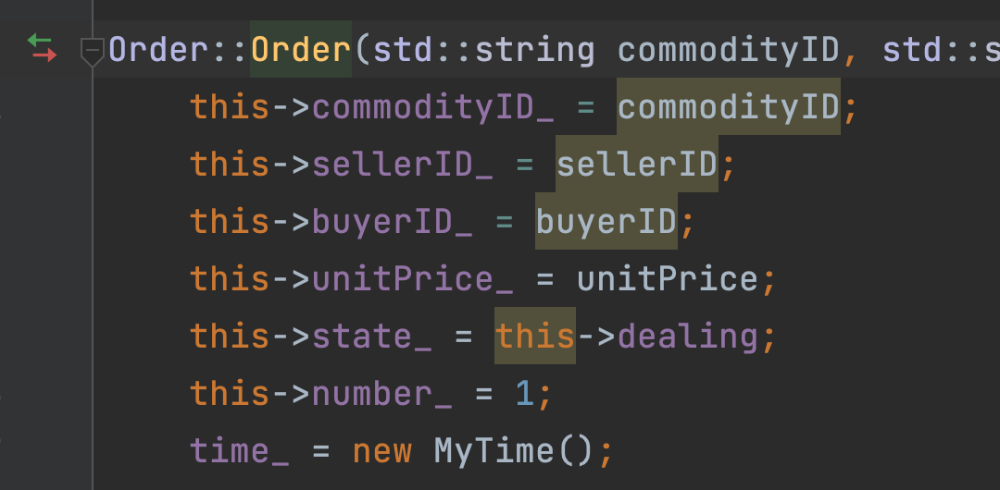 Order::Order(std::string commodityID, std::s
this->commodityID_ = commodityID;
this->sellerID_ = sellerID;
this->buyerID_ = buyerID;
this->unitPrice_ = unitPrice;
this->state_ = this->dealing;
this->number_ = 1;
time_ = new MyTime();